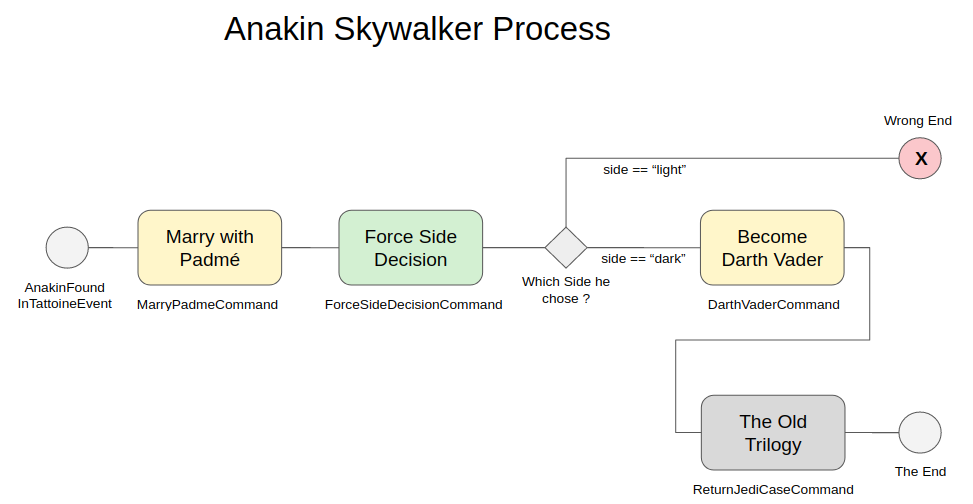 Anakin Skywalker Process
Wrong End
X
side == “light”
Marry with
Padmé
Force Side
Decision
Become
Darth Vader
side == “dark”
AnakinFound
InTattoineEvent
MarryPadmeCommand
ForceSideDecisionCommand
Which Side he
chose ?
DarthVaderCommand
The Old
Trilogy
The End
ReturnJediCaseCommand